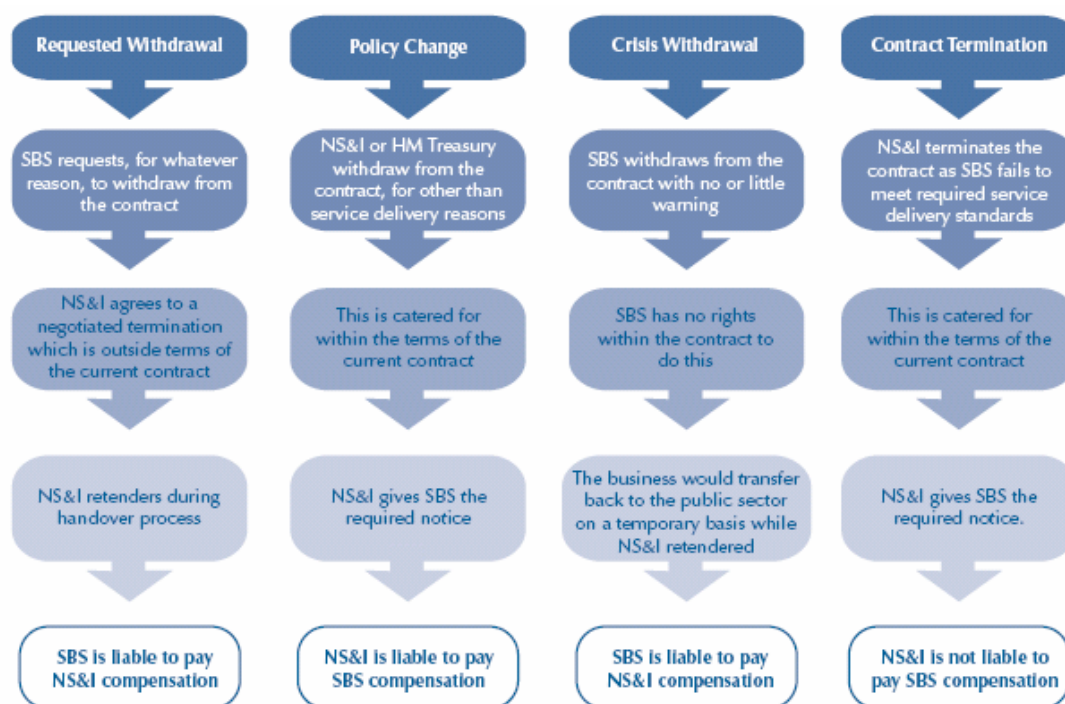 Requested Withdrawal
SBS requests, for whatever
reason, to withdraw from
the contract
NS&I agrees to a
negotiated termination
which is outside terms of
the current contract
NS&I retenders during
handover process
SBS is liable to pay
NS&I compensation
Policy Change
NS&I or HM Treasury
withdraw from the
contract, for other than
service delivery reasons
This is catered for
within the terms of the
current contract
NS&I gives SBS the
required notice
NS&I is liable to pay
SBS compensation
Crisis Withdrawal
SBS withdraws from the
contract with no or little
warning
SBS has no rights
within the contract to
do this
The business would transfer
back to the public sector
on a temporary basis while
NS&I retendered
SBS is liable to pay
NS&I compensation
Contract Termination
NS&I terminates the
contract as SBS fails to
meet required service
delivery standards
This is catered for
within the terms of the
current contract
NS&I gives SBS the
required notice.
NS&I is not liable to
pay SBS compensation